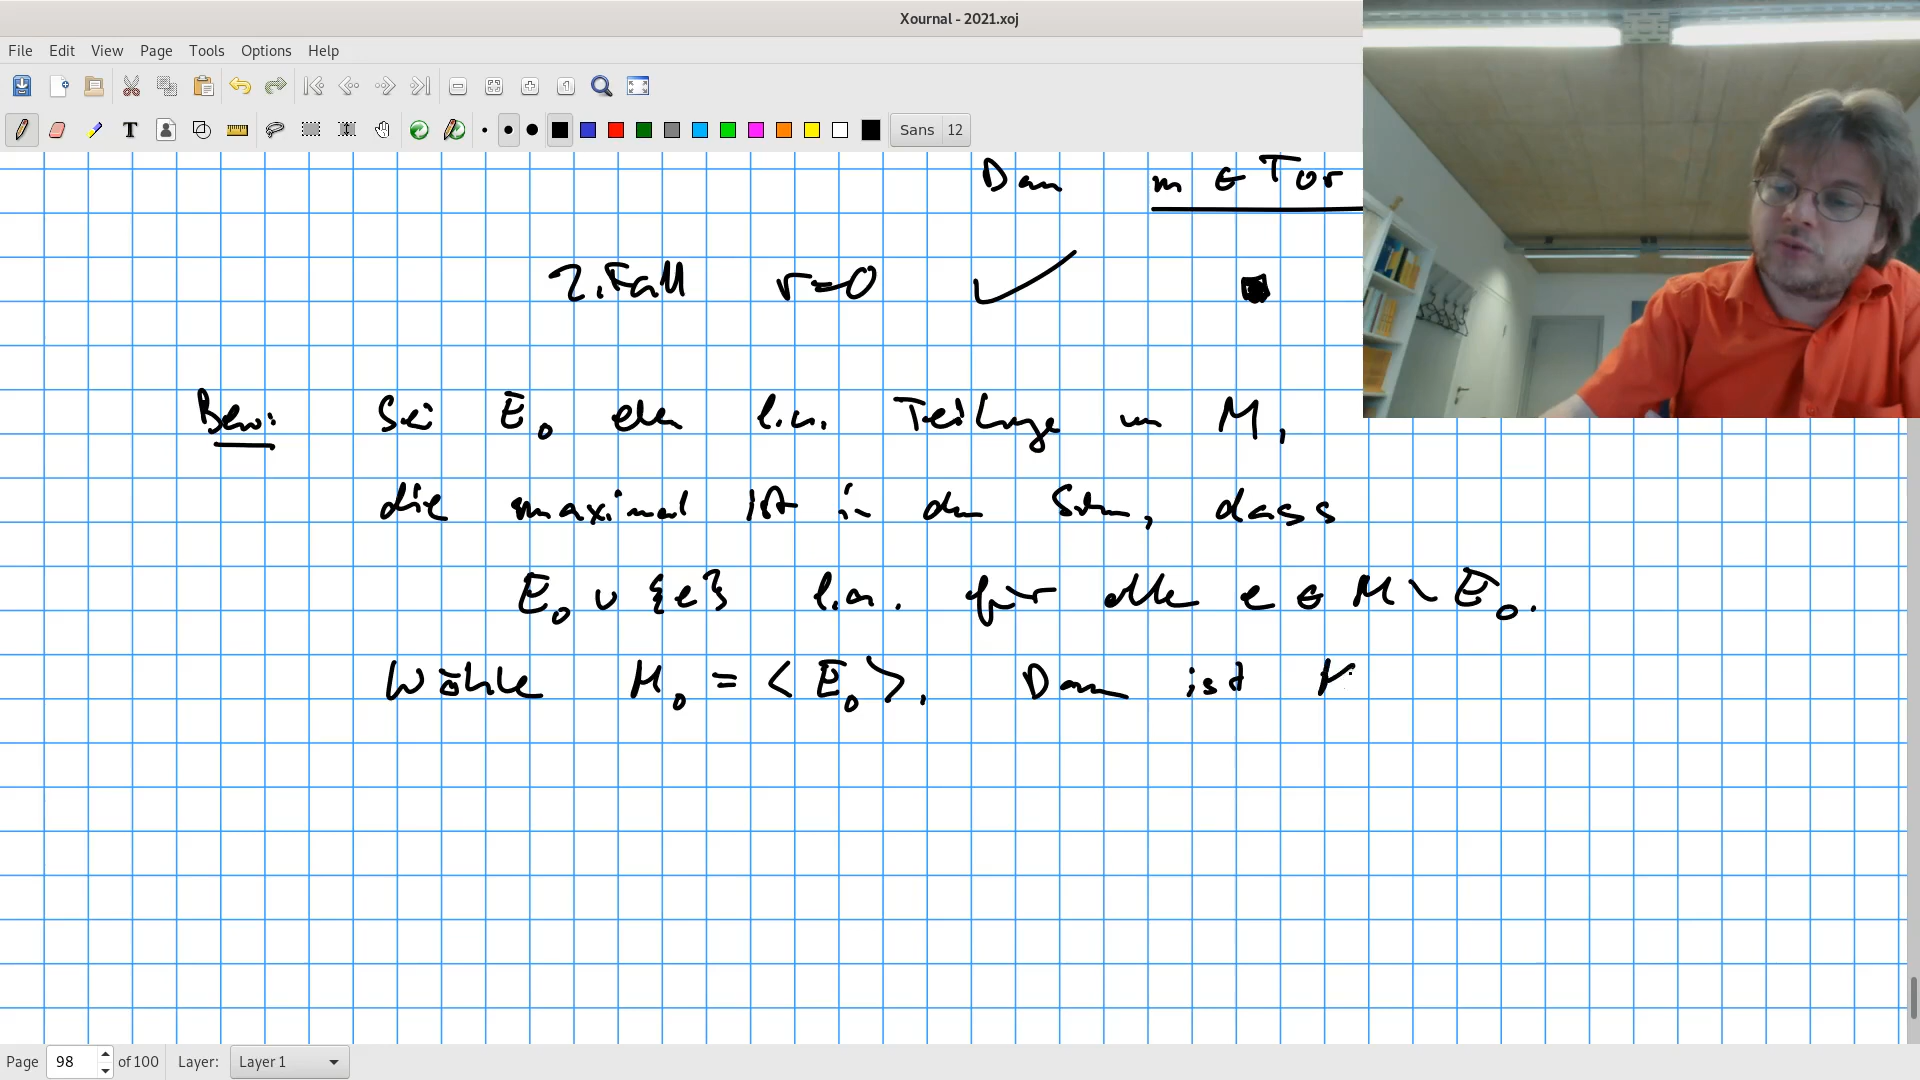 Xournal - 2021.xoj
File Edit View Page Tools Options Help
Sans 12
Dann m ∈ Tor
2. Fall r=0 ✓
Bew: Sei E₀ eine l.u. Teilmenge von M,
die maximal ist in dem Sinn, dass
E₀ ∪ {e} l.a. für alle e ∈ M \ E₀.
Wähle M₀ = < E₀ >. Dann ist
Page 98 of 100 Layer: Layer 1